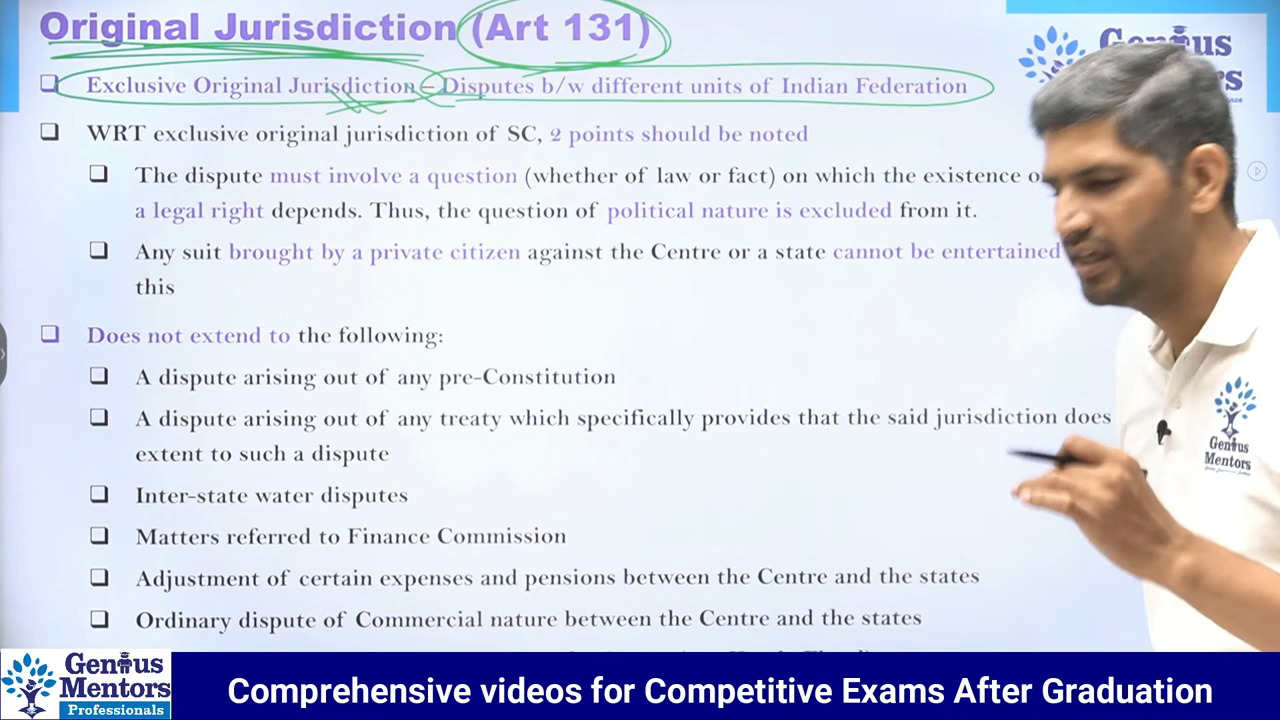 Original Jurisdiction (Art 131)
Genius
Mentors
Exclusive Original Jurisdiction – Disputes b/w different units of Indian Federation
WRT exclusive original jurisdiction of SC, 2 points should be noted
The dispute must involve a question (whether of law or fact) on which the existence
a legal right depends. Thus, the question of political nature is excluded from it.
Any suit brought by a private citizen against the Centre or a state cannot be entertained
this
Does not extend to the following:
A dispute arising out of any pre-Constitution
A dispute arising out of any treaty which specifically provides that the said jurisdiction does
extent to such a dispute
Inter-state water disputes
Matters referred to Finance Commission
Adjustment of certain expenses and pensions between the Centre and the states
Ordinary dispute of Commercial nature between the Centre and the states
Genius
Mentors
Genius
Mentors
Professionals
Comprehensive videos for Competitive Exams After Graduation